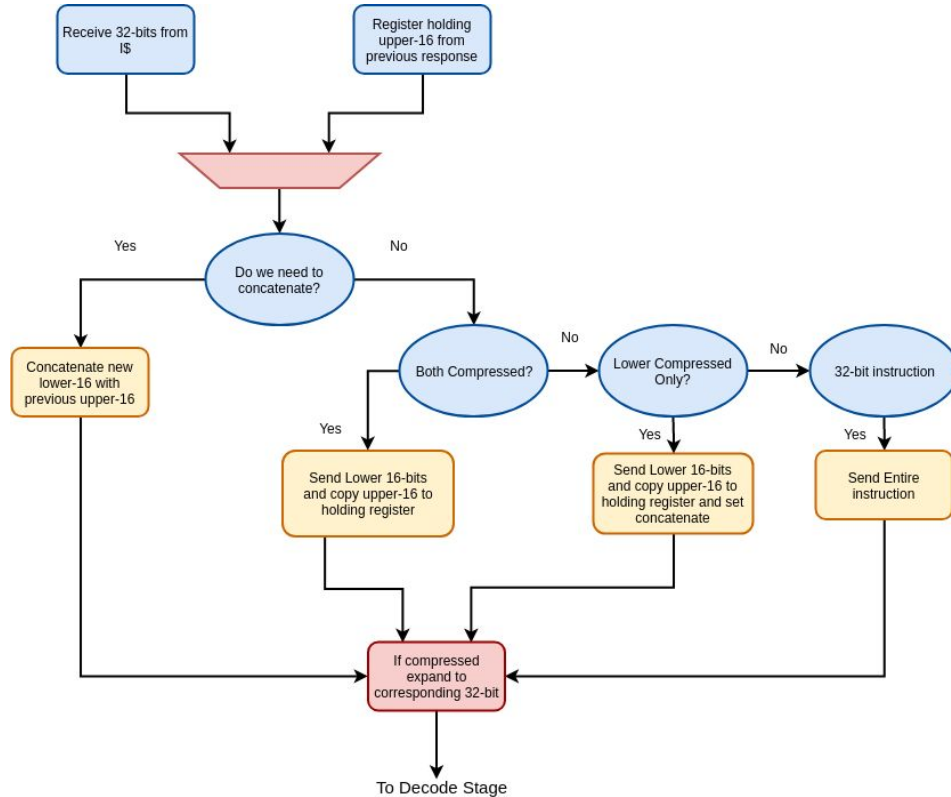 Receive 32-bits from
I$
Register holding
upper-16 from
previous response
Yes
No
Do we need to
concatenate?
Concatenate new
lower-16 with
previous upper-16
Both Compressed?
No
Lower Compressed
Only?
No
32-bit instruction
Yes
Yes
Yes
Send Lower 16-bits
and copy upper-16 to
holding register
Send Lower 16-bits
and copy upper-16 to
holding register and set
concatenate
Send Entire
instruction
If compressed
expand to
corresponding 32-bit
To Decode Stage